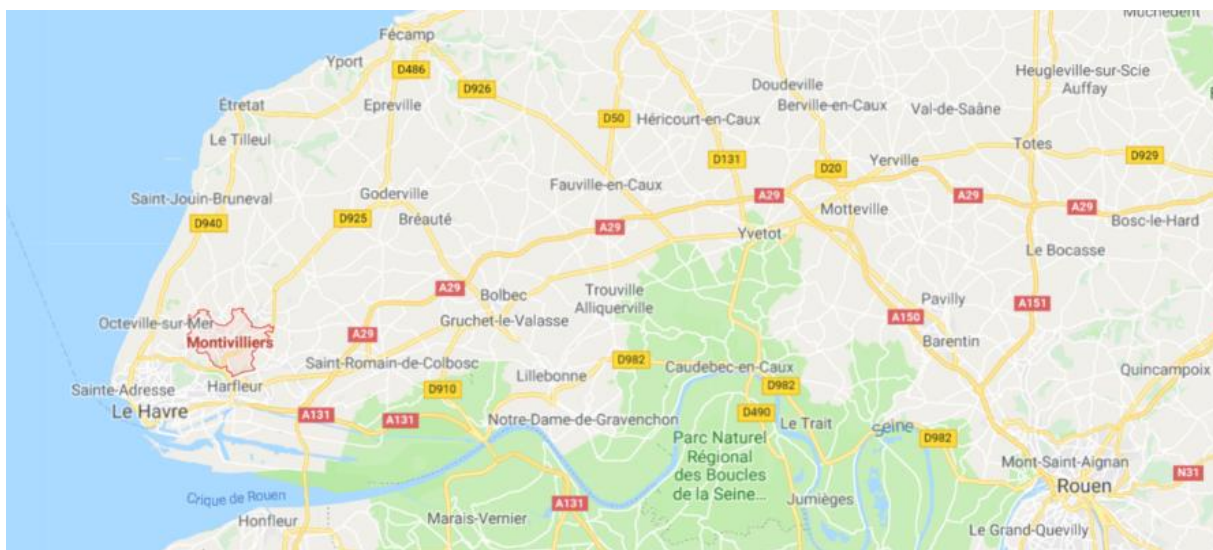 Muchedent
Fécamp
Yport
D486
D926
Doudeville
Heugleville-sur-Scie
Auffay
Étretat
Epreville
Berville-en-Caux
Val-de-Saâne
D50
Héricourt-en-Caux
Le Tilleul
Totes
D131
D20
Yerville
D929
Saint-Jouin-Bruneval
Goderville
Fauville-en-Caux
A29
A29
A29
D940
D925
Bréauté
A29
Motteville
Bosc-le-Hard
Yvetot
Le Bocasse
A29
Bolbec
Trouville
Alliquerville
Pavilly
A151
Octeville-sur-Mer
Montivilliers
A29
Gruchet-le-Valasse
A150
Barentin
Saint-Romain-de-Colbosc
D982
Caudebec-en-Caux
Quincampoix
Sainte-Adresse
Harfleur
D910
Lillebonne
D982
Le Havre
A131
A131
Notre-Dame-de-Gravenchon
D490
Le Trait
Seine
D982
Parc Naturel
Régional
des Boucles
de la Seine...
Mont-Saint-Aignan
N31
Rouen
Crique de Rouen
A131
Jumièges
Honfleur
Marais-Vernier
Le Grand-Quevilly